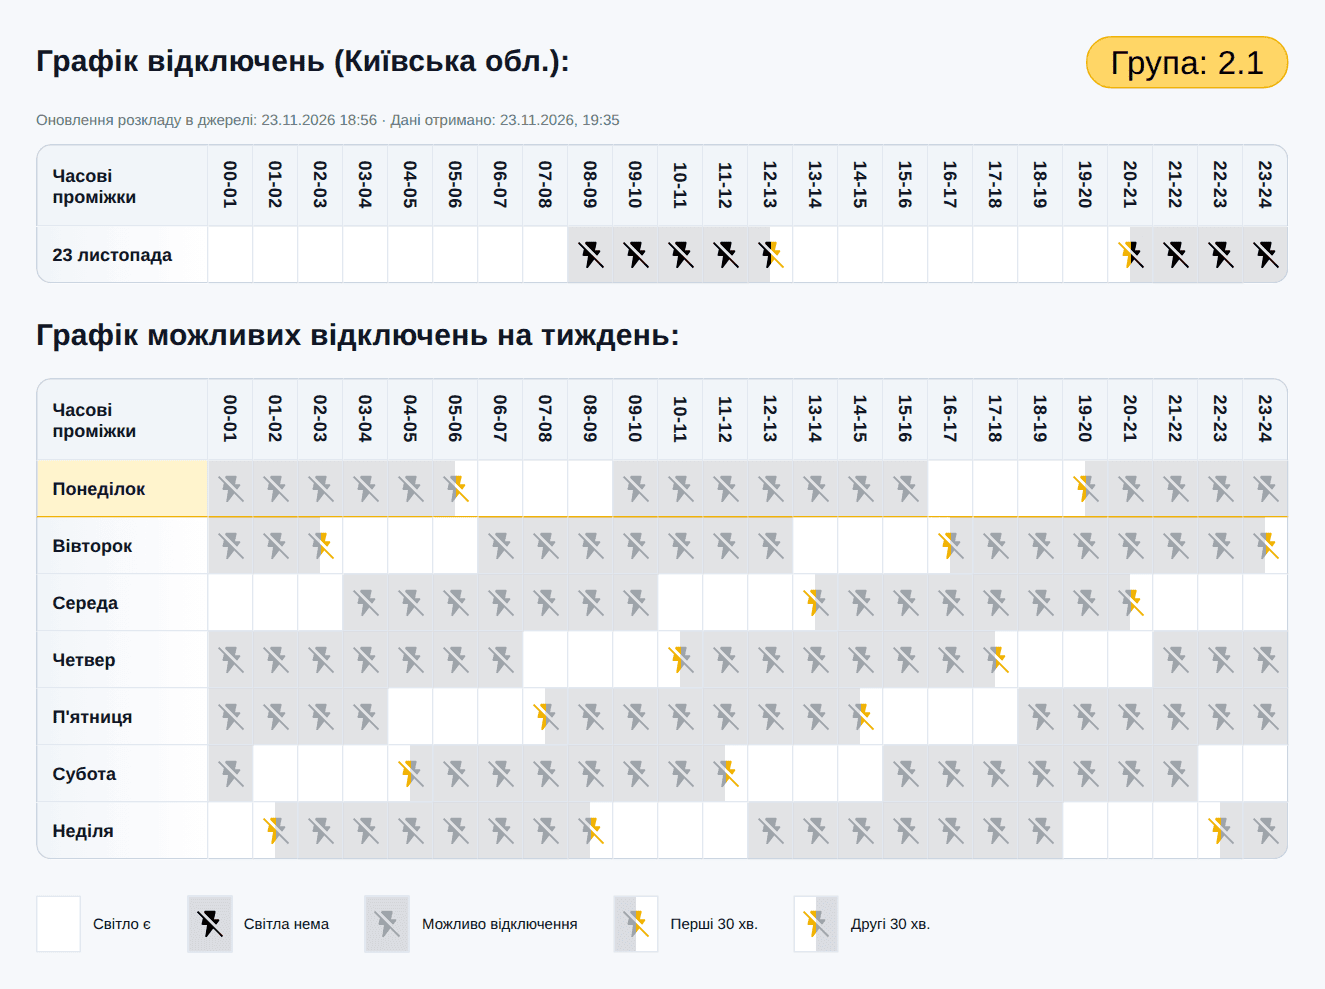 Графік відключень (Київська обл.):
Група: 2.1
Оновлення розкладу в джерелі: 23.11.2026 18:56 · Дані отримано: 23.11.2026, 19:35
Часові проміжки 00-01 01-02 02-03 03-04 04-05 05-06 06-07 07-08 08-09 09-10 10-11 11-12 12-13 13-14 14-15 15-16 16-17 17-18 18-19 19-20 20-21 21-22 22-23 23-24
23 листопада
Графік можливих відключень на тиждень:
Часові проміжки 00-01 01-02 02-03 03-04 04-05 05-06 06-07 07-08 08-09 09-10 10-11 11-12 12-13 13-14 14-15 15-16 16-17 17-18 18-19 19-20 20-21 21-22 22-23 23-24
Понеділок
Вівторок
Середа
Четвер
П'ятниця
Субота
Неділя
Світло є
Світла нема
Можливо відключення
Перші 30 хв.
Другі 30 хв.